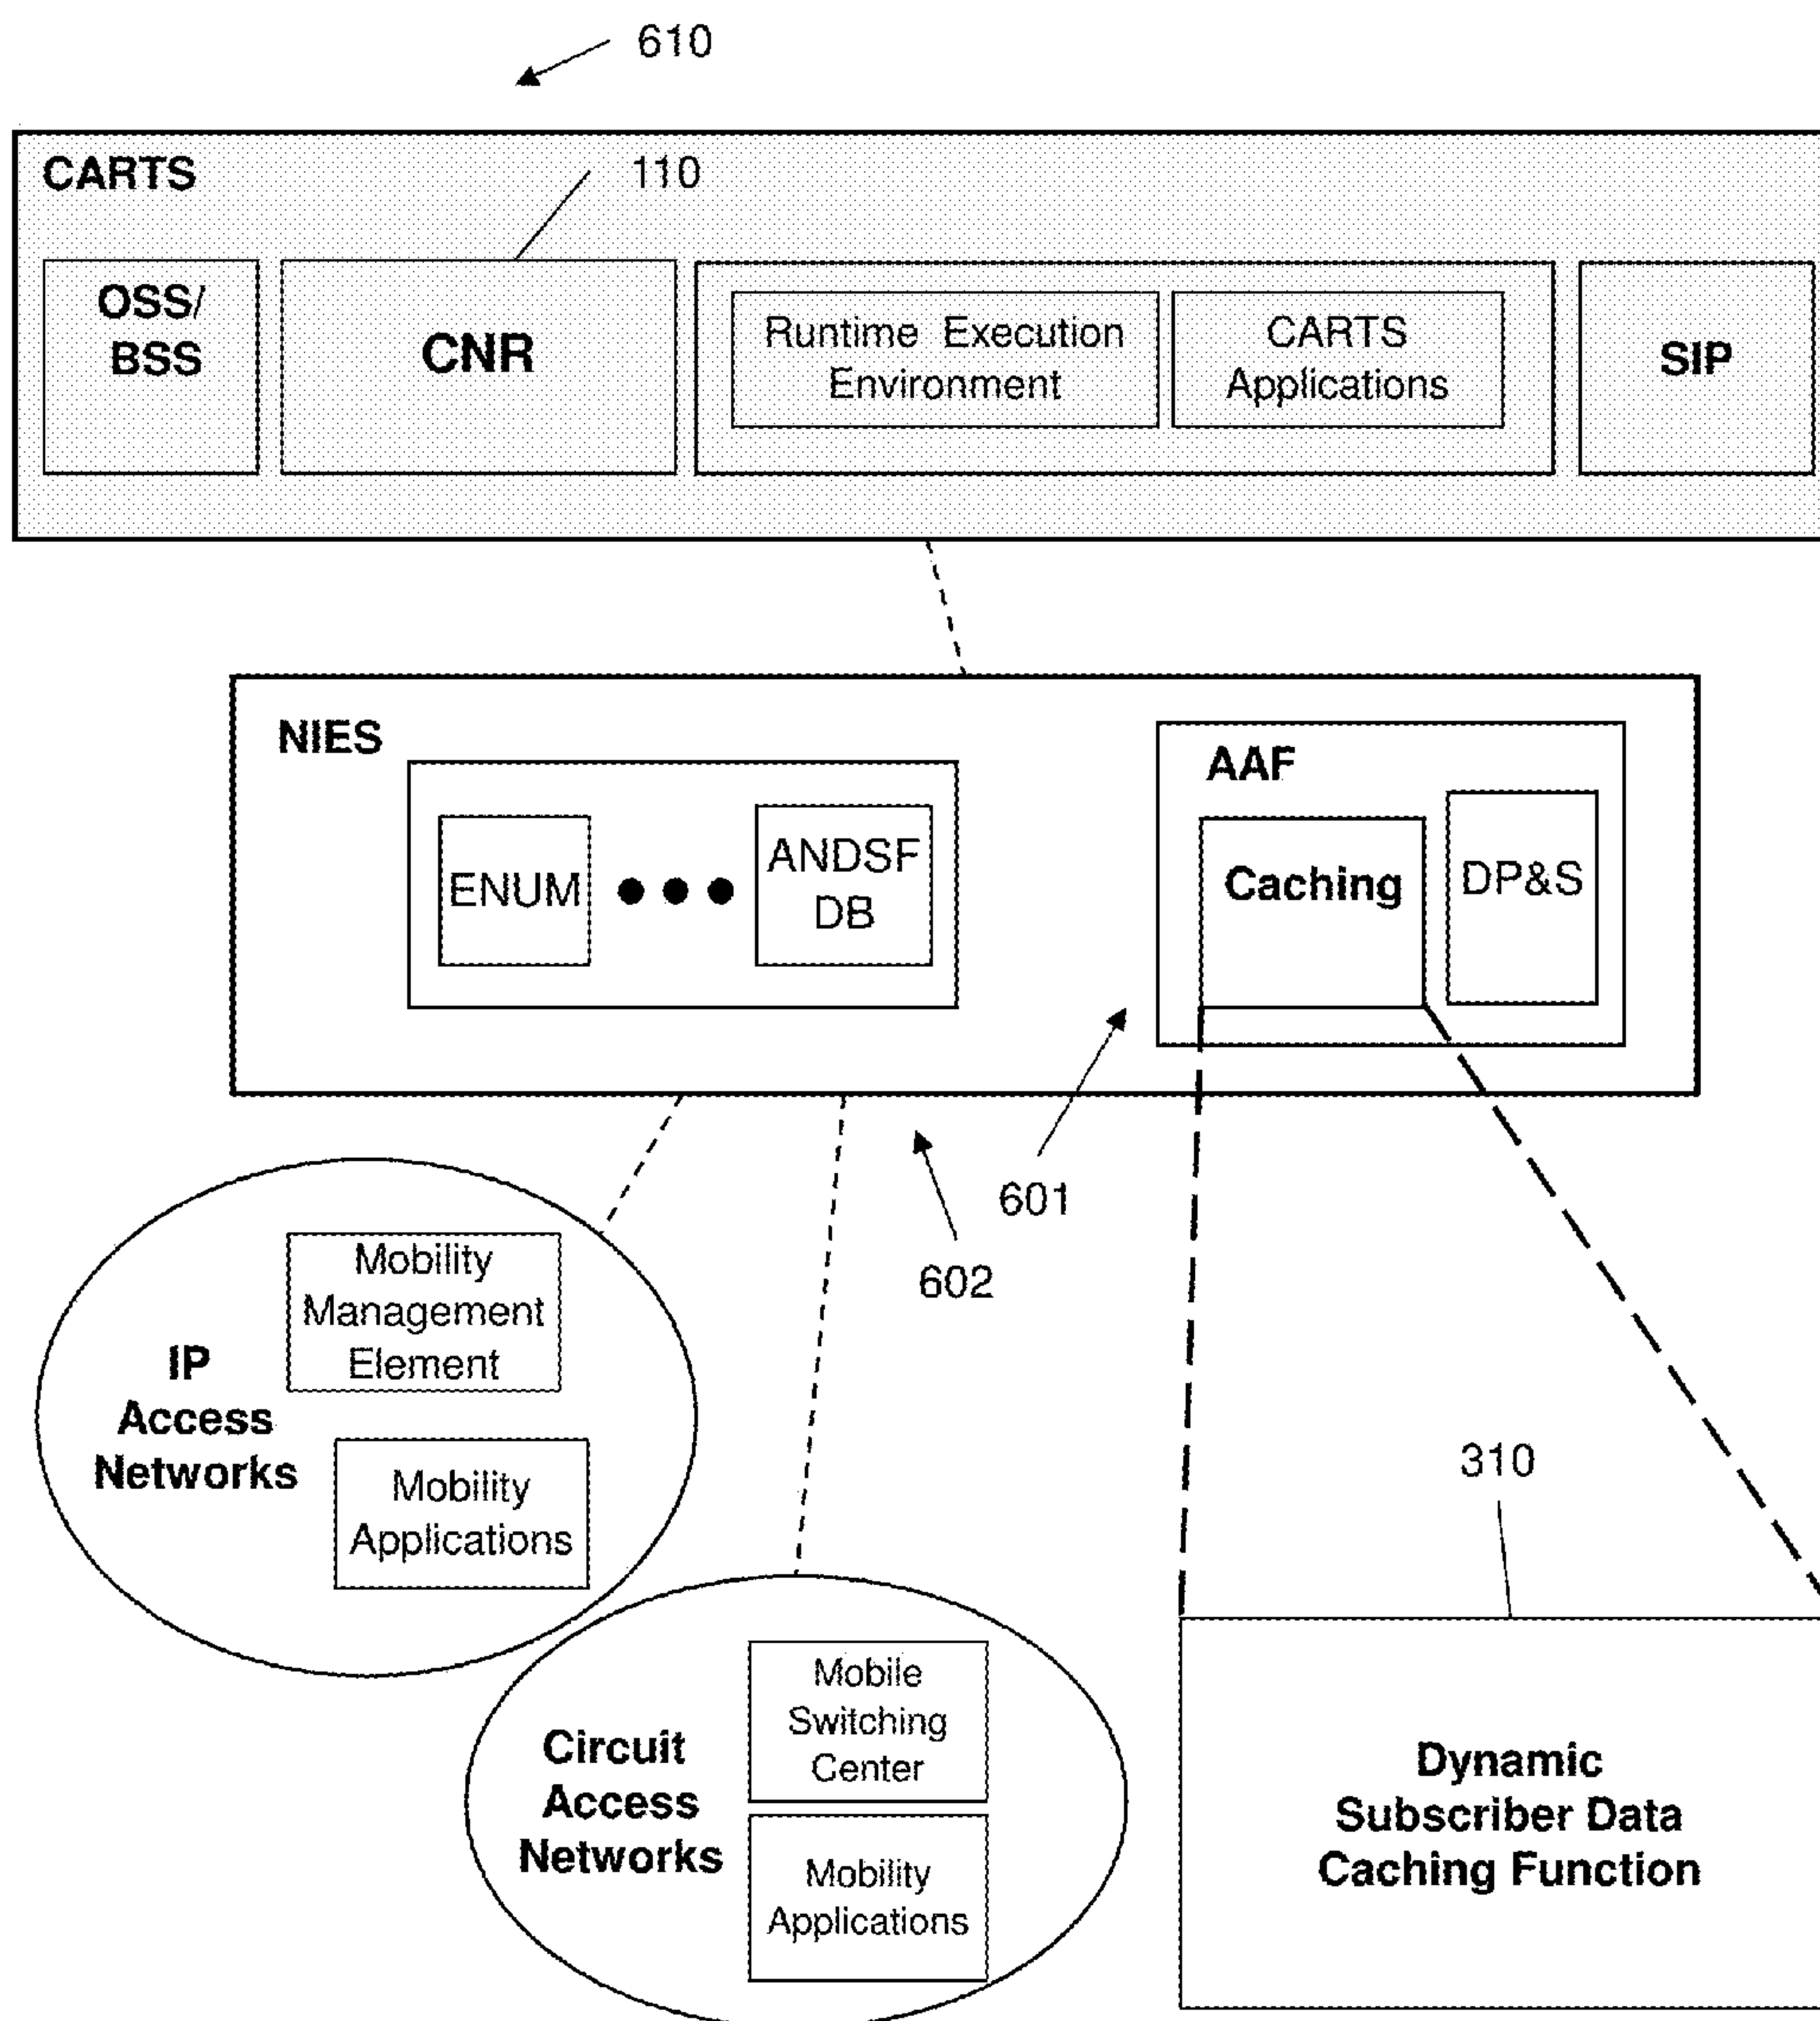 610
CARTS
110
OSS/
BSS
CNR
Runtime Execution
Environment
CARTS
Applications
SIP
NIES
ENUM
ANDSF
DB
AAF
Caching
DP&S
601
602
IP
Access
Networks
Mobility
Management
Element
Mobility
Applications
310
Circuit
Access
Networks
Mobile
Switching
Center
Mobility
Applications
Dynamic
Subscriber Data
Caching Function